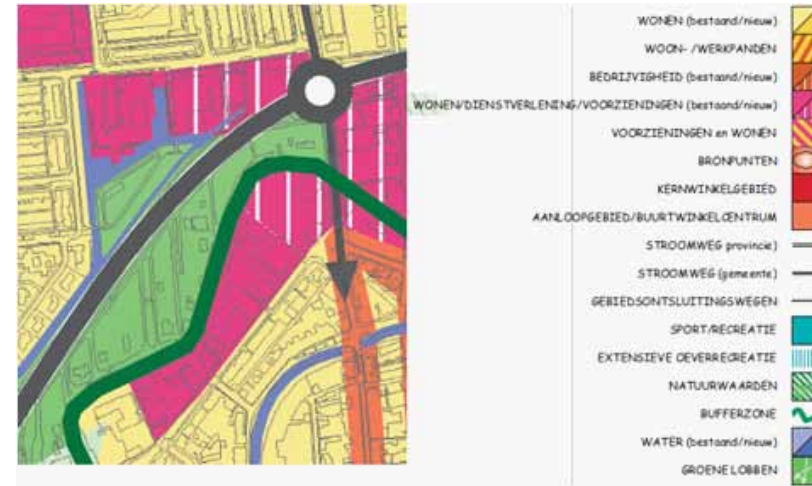 WONEN (bestaand/nieuw)
WOON- /WERKPANDEN
BEDRIJVIGHEID (bestaand/nieuw)
WONEN/DIENSTVERLENING/VOORZIENINGEN (bestaand/nieuw)
VOORZIENINGEN en WONEN
BRONPUNTEN
KERNWINKELGEBIED
AANLOOPGEBIED/BUURTWINKELCENTRUM
STROOMWEG provincie)
STROOMWEG (gemeente)
GEBIEDSONTSLUITINGSWEGEN
SPORT/RECREATIE
EXTENSIEVE OEVERRECREATIE
NATUURWAARDEN
BUFFERZONE
WATER (bestaand/nieuw)
GROENE LOBBEN